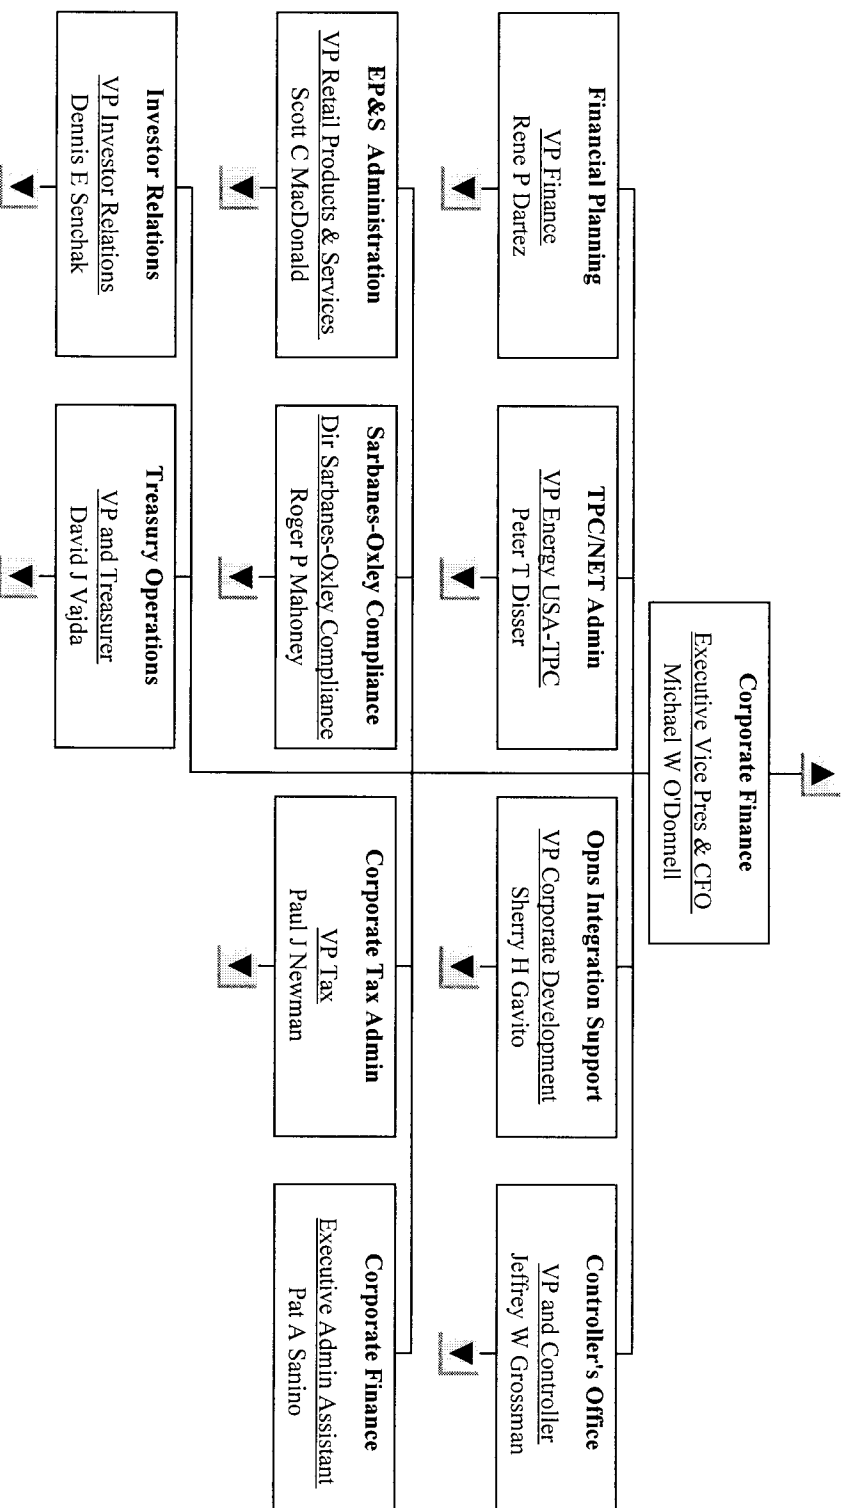 Corporate Finance
Executive Vice Pres & CFO
Michael W O'Donnell
Financial Planning
VP Finance
Rene P Dartez
TPC/NET Admin
VP Energy USA-TPC
Peter T Disser
Opns Integration Support
VP Corporate Development
Sherry H Gavito
Controller's Office
VP and Controller
Jeffrey W Grossman
EP&S Administration
VP Retail Products & Services
Scott C MacDonald
Sarbanes-Oxley Compliance
Dir Sarbanes-Oxley Compliance
Roger P Mahoney
Corporate Tax Admin
VP Tax
Paul J Newman
Corporate Finance
Executive Admin Assistant
Pat A Sanino
Investor Relations
VP Investor Relations
Dennis E Senchak
Treasury Operations
VP and Treasurer
David J Vajda